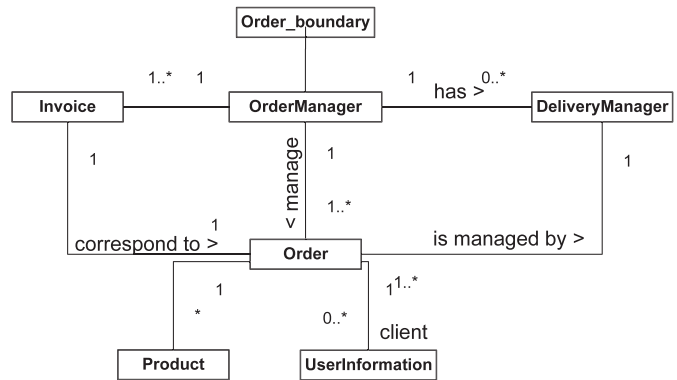 Order_boundary
1..* 1 1 0..*
has >
Invoice OrderManager DeliveryManager
1 1 1
< manage
1..*
1
correspond to > is managed by >
Order
1 1 1..*
* 0..*
client
Product UserInformation